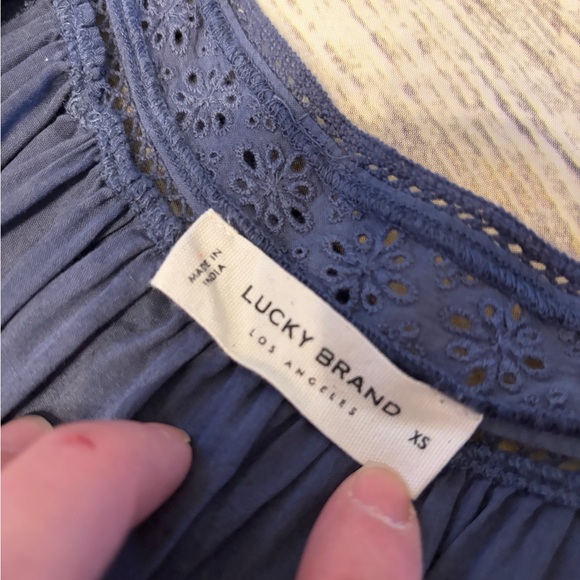 MADE IN
INDIA
LUCKY BRAND
LOS ANGELES
XS